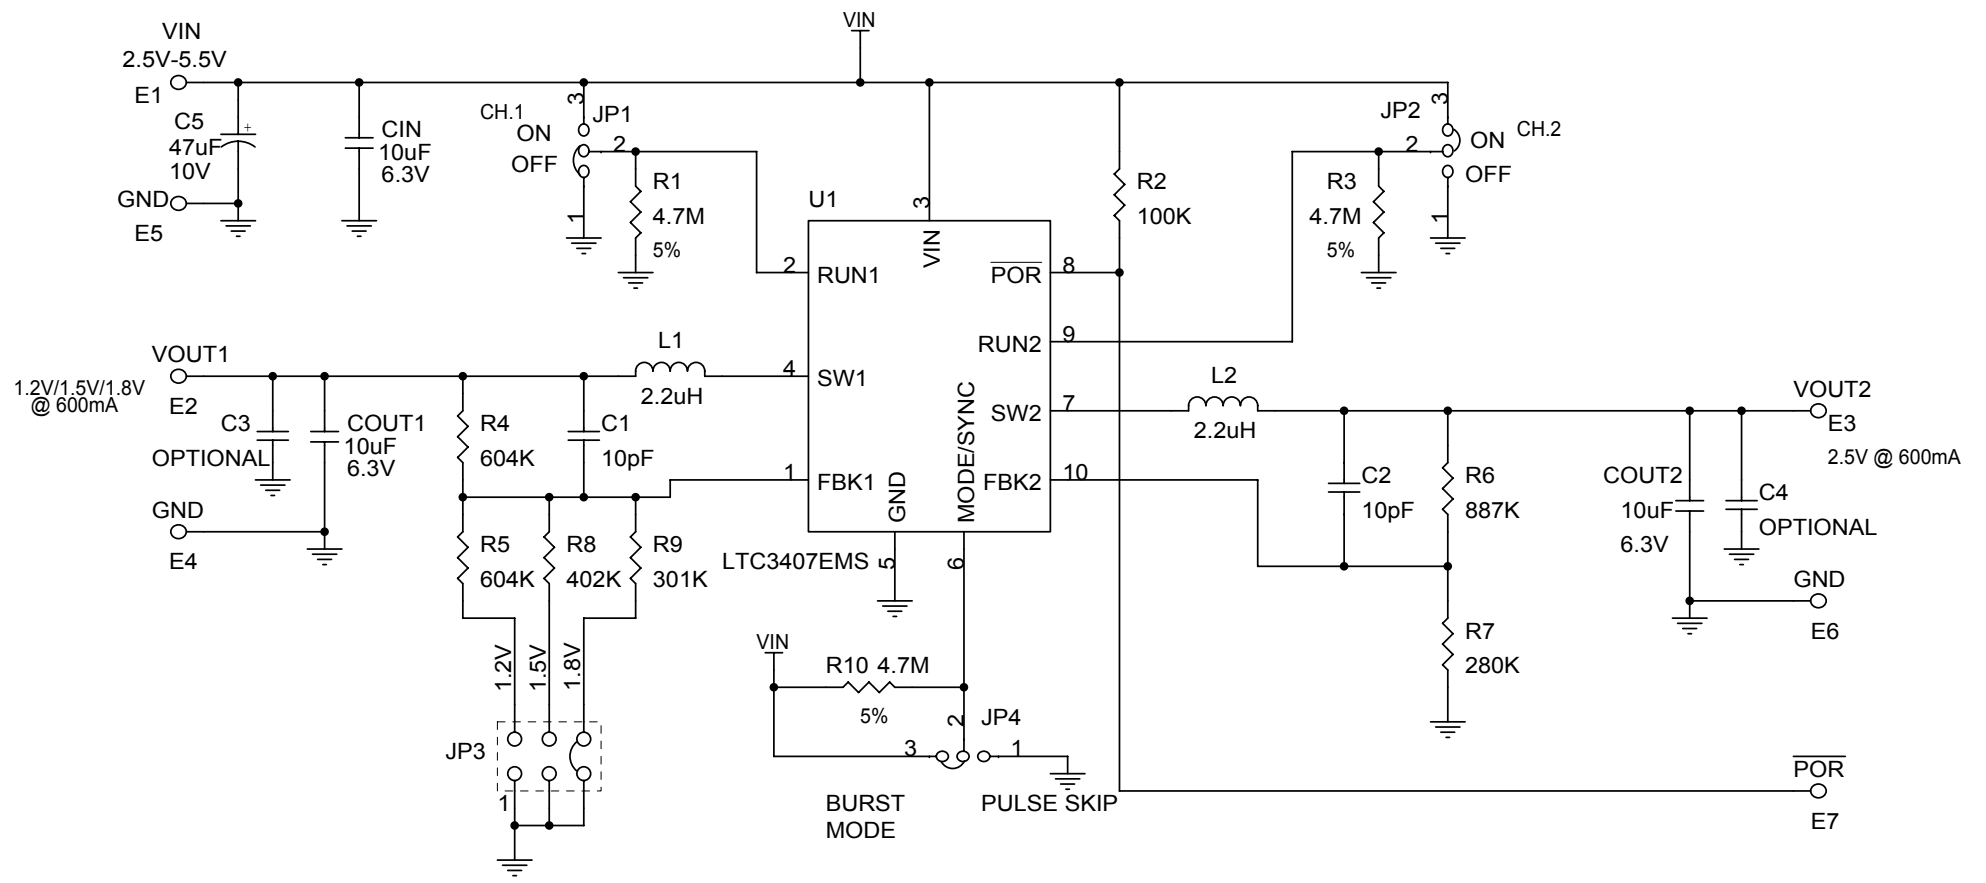 VIN
2.5V-5.5V
E1
C5
47uF
10V
+
GND
E5
CIN
10uF
6.3V
VIN
CH.1
ON
OFF
3
JP1
2
1
R1
4.7M
5%
U1
3
VIN
2
RUN1
POR
8
R2
100K
JP2
3
ON
CH.2
2
OFF
R3
4.7M
5%
1
RUN2
9
VOUT1
1.2V/1.5V/1.8V
@ 600mA
E2
C3
OPTIONAL
COUT1
10uF
6.3V
GND
E4
R4
604K
C1
10pF
L1
2.2uH
4
SW1
1
FBK1
GND
MODE/SYNC
SW2
7
FBK2
10
L2
2.2uH
VOUT2
E3
2.5V @ 600mA
C2
10pF
R6
887K
COUT2
10uF
6.3V
C4
OPTIONAL
GND
E6
R5
604K
R8
402K
R9
301K
LTC3407EMS
5
6
R7
280K
1.2V
1.5V
1.8V
JP3
1
VIN
R10 4.7M
5%
2
JP4
3
1
BURST
MODE
PULSE SKIP
POR
E7